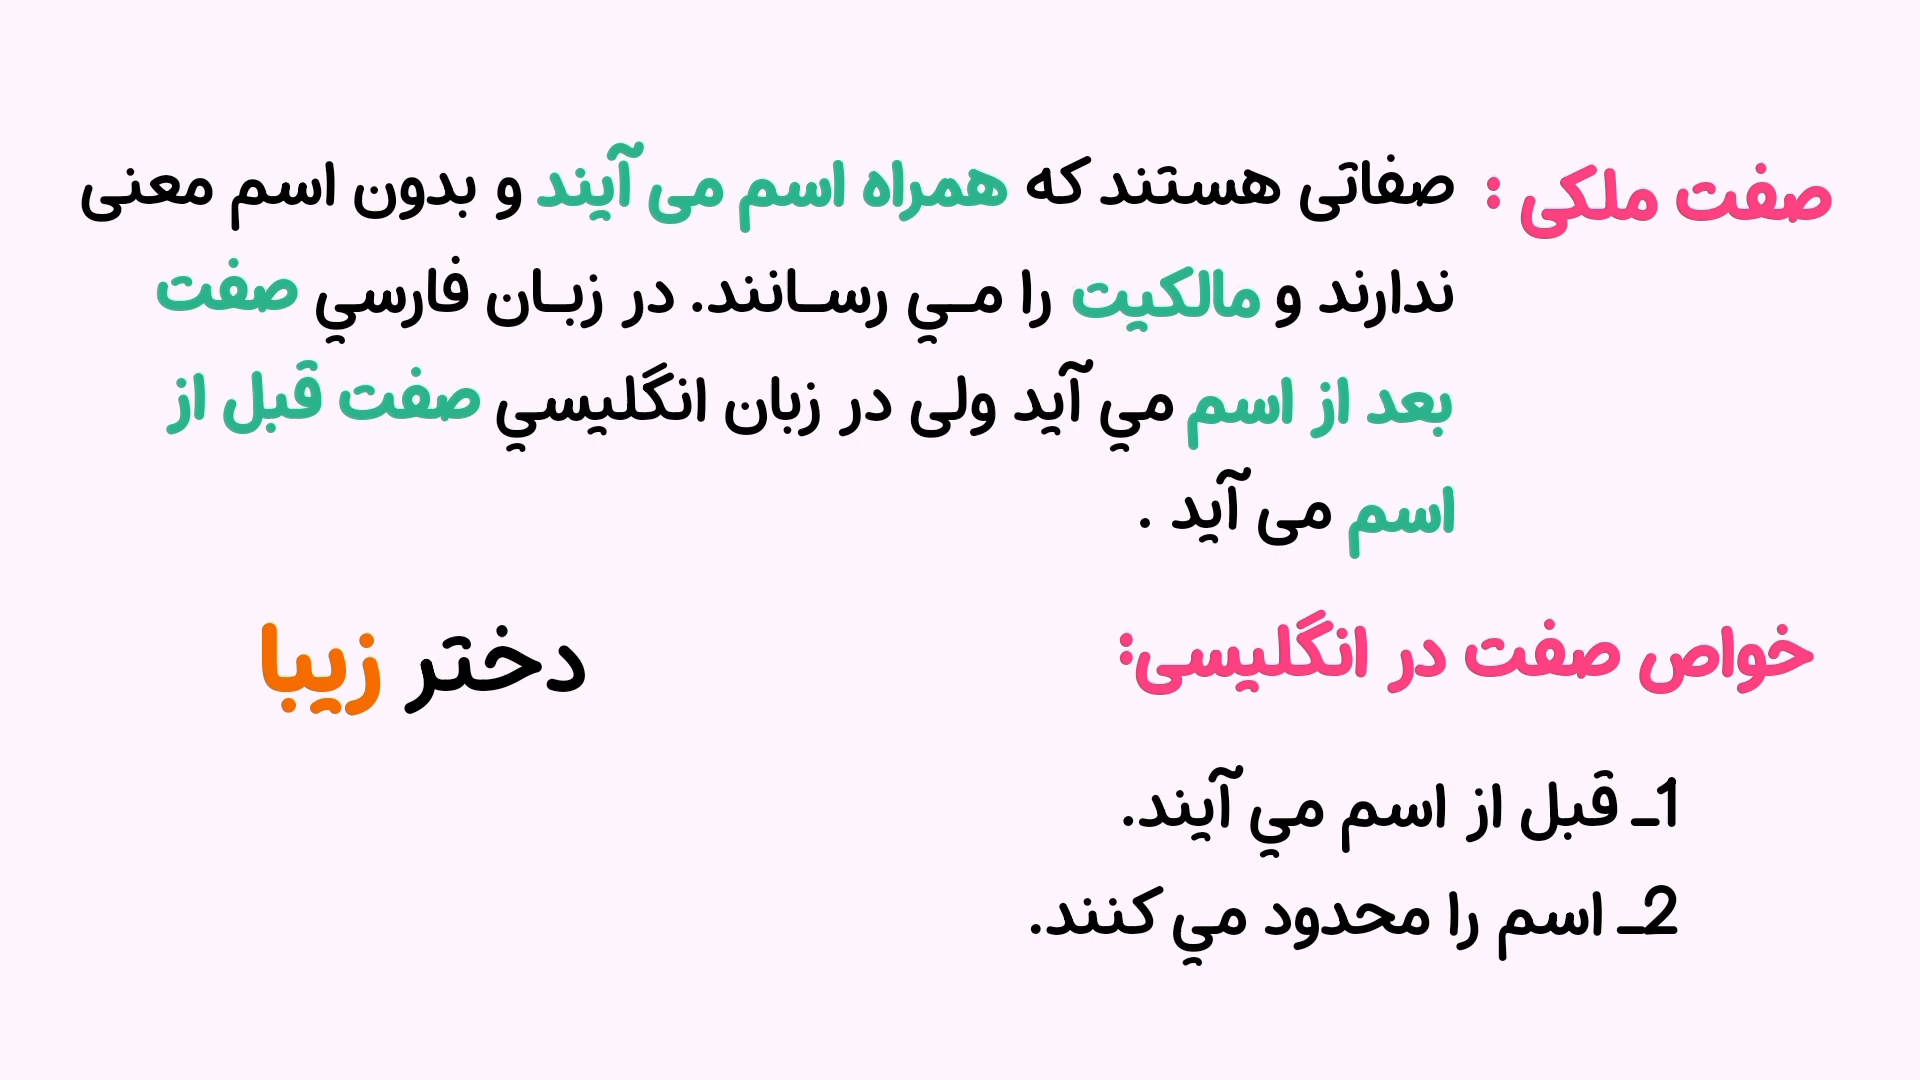 صفت ملکی : صفاتی هستند که همراه اسم می آیند و بدون اسم معنی
ندارند و مالكيت را مـي رسـانند. در زبـان فارسي صفت
بعد از اسم مي آید ولی در زبان انگليسي صفت قبل از
اسم می آید .
خواص صفت در انگلیسی:
دختر زیبا
1ـ قبل از اسم مي آيند.
2ـ اسم را محدود مي كنند.